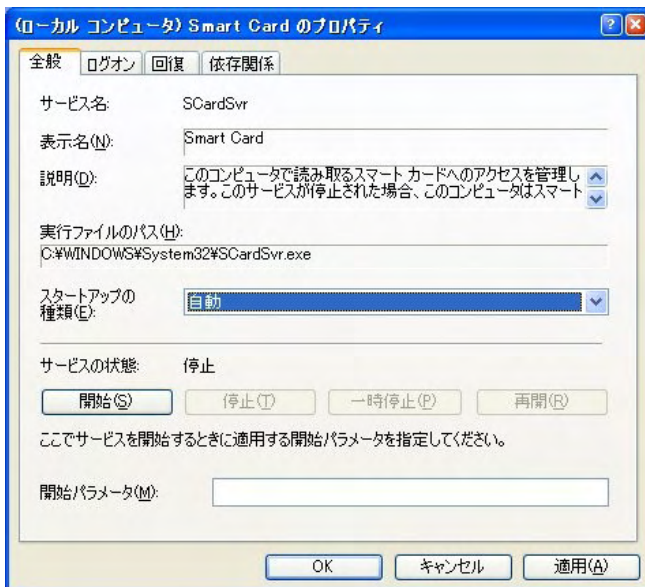 (ローカル コンピュータ) Smart Card のプロパティ
全般 ログオン 回復 依存関係
サービス名: SCardSvr
表示名(N): Smart Card
説明(D): このコンピュータで読み取るスマート カードへのアクセスを管理し
ます。このサービスが停止された場合、このコンピュータはスマート
実行ファイルのパス(H):
C:¥WINDOWS¥System32¥SCardSvr.exe
スタートアップの
種類(E): 自動
サービスの状態: 停止
開始(S) 停止(T) 一時停止(P) 再開(R)
ここでサービスを開始するときに適用する開始パラメータを指定してください。
開始パラメータ(M):
OK キャンセル 適用(A)